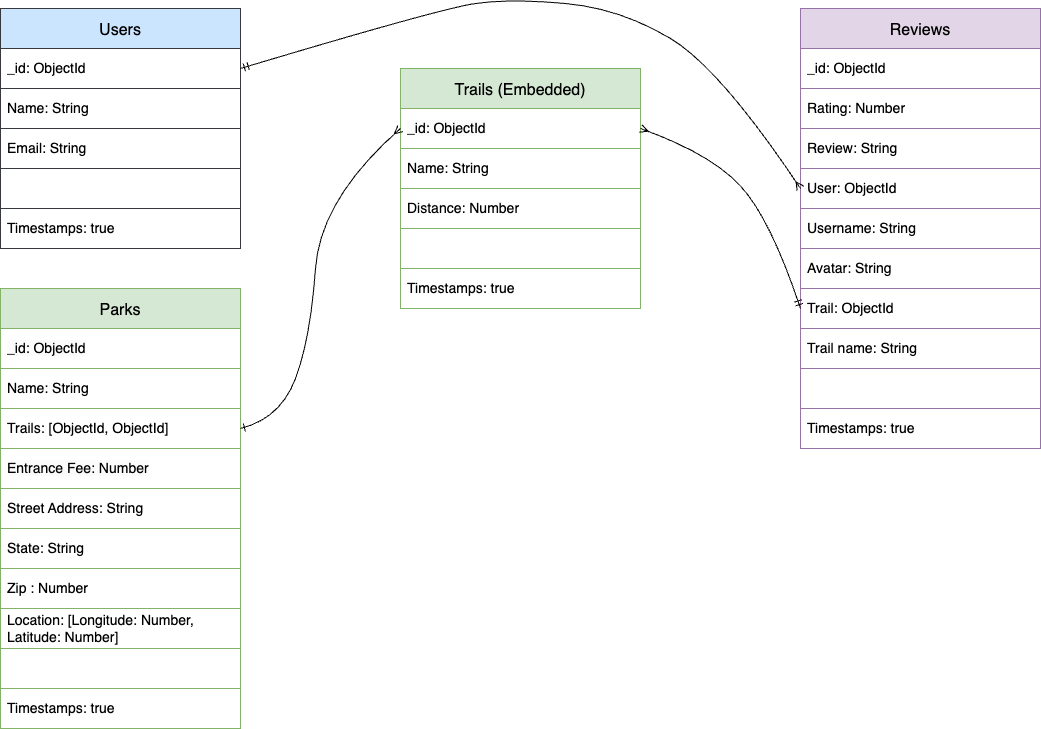 Users
_id: ObjectId
Name: String
Email: String
Timestamps: true
Parks
_id: ObjectId
Name: String
Trails: [ObjectId, ObjectId]
Entrance Fee: Number
Street Address: String
State: String
Zip : Number
Location: [Longitude: Number,
Latitude: Number]
Timestamps: true
Trails (Embedded)
_id: ObjectId
Name: String
Distance: Number
Timestamps: true
Reviews
_id: ObjectId
Rating: Number
Review: String
User: ObjectId
Username: String
Avatar: String
Trail: ObjectId
Trail name: String
Timestamps: true